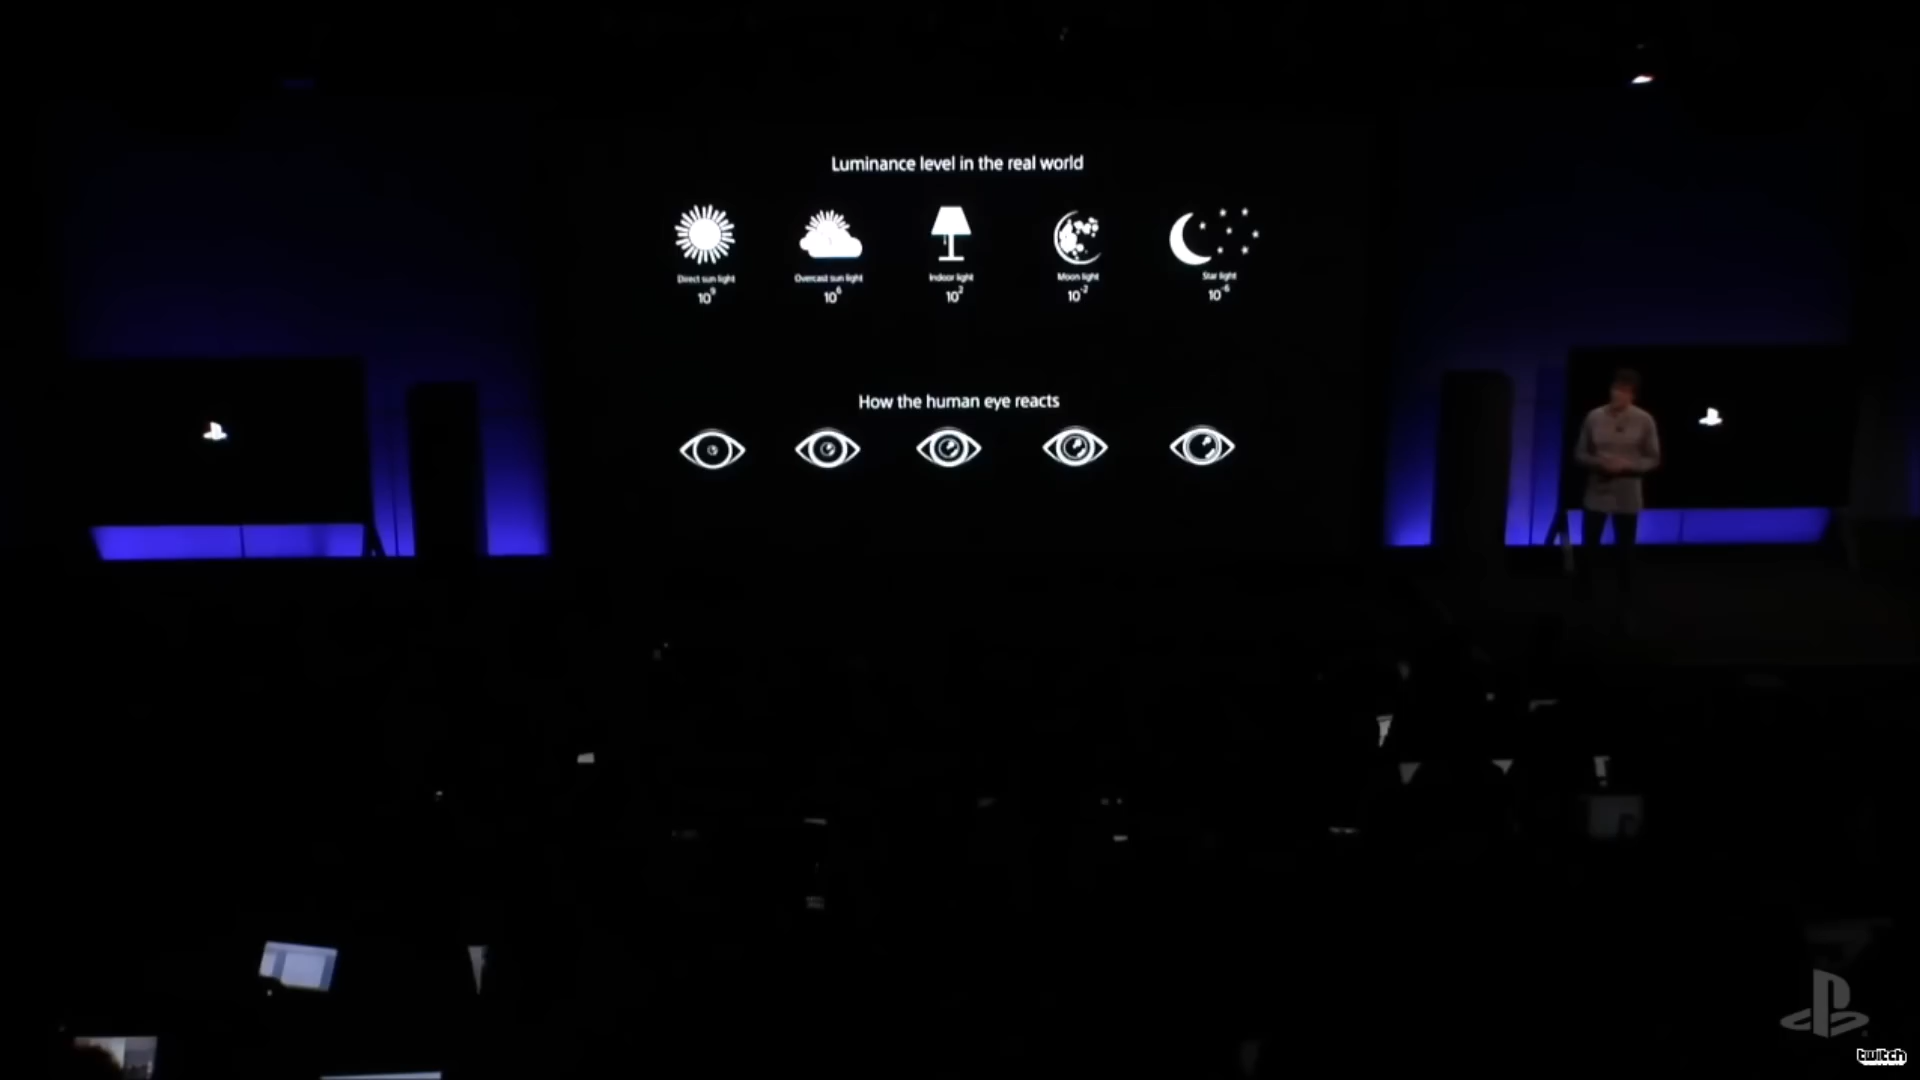 Luminance level in the real world
Direct sun light
Overcast sun light
Indoor light
Moon light
Star light
10⁹
10⁶
10²
10⁻²
10⁻⁶
How the human eye reacts
twitch